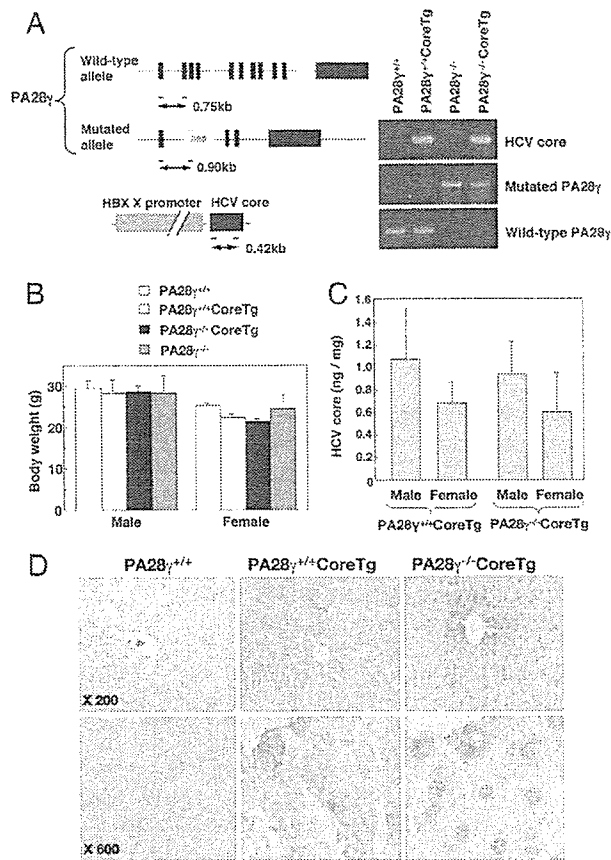 A
Wild-type
allele
PA28γ
0.75kb
Mutated
allele
0.90kb
HBX X promoter
HCV core
0.42kb
PA28γ+/+
PA28γ+/+CoreTg
PA28γ-/-
PA28γ-/-CoreTg
HCV core
Mutated PA28γ
Wild-type PA28γ
B
PA28γ+/+
PA28γ+/+CoreTg
PA28γ-/-CoreTg
PA28γ-/-
Body weight (g)
30
20
10
0
Male
Female
C
HCV core (ng / mg)
1.6
1.4
1.2
1.0
0.8
0.6
0.4
0.2
0
Male Female Male Female
PA28γ+/+CoreTg PA28γ-/-CoreTg
D
PA28γ+/+ PA28γ+/+CoreTg PA28γ-/-CoreTg
X 200
X 600